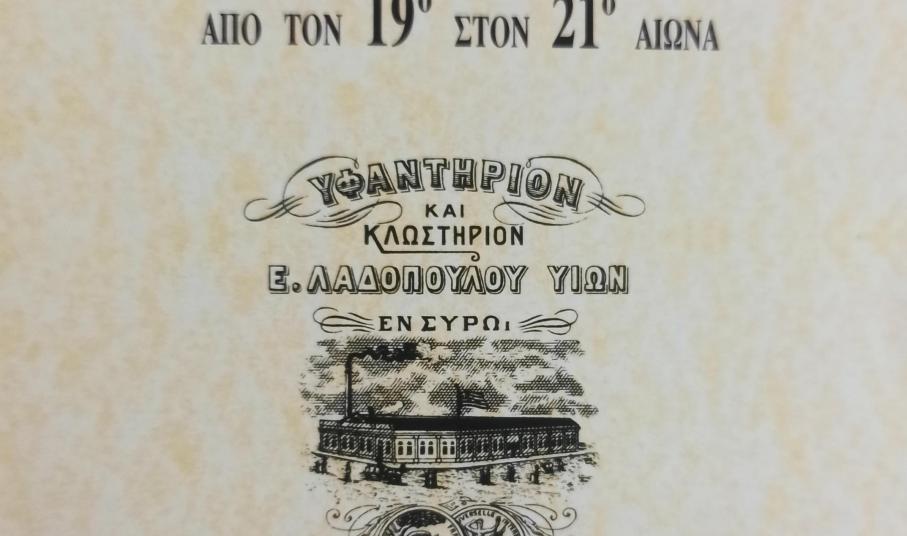 ΑΠΟ ΤΟΝ 19ο ΣΤΟΝ 21ο ΑΙΩΝΑ
ΥΦΑΝΤΗΡΙΟΝ
ΚΑΙ
ΚΛΩΣΤΗΡΙΟΝ
Ε. ΛΑΔΟΠΟΥΛΟΥ ΥΙΩΝ
ΕΝ ΣΥΡΩι